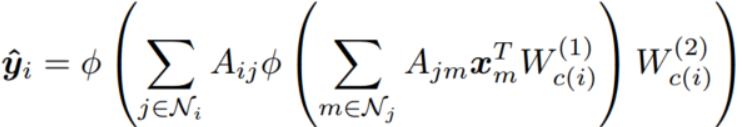 $\hat{\boldsymbol{y}}_i = \phi \left( \sum_{j \in \mathcal{N}_i} A_{ij} \phi \left( \sum_{m \in \mathcal{N}_j} A_{jm} \boldsymbol{x}_m^T W_{c(i)}^{(1)} \right) W_{c(i)}^{(2)} \right)$